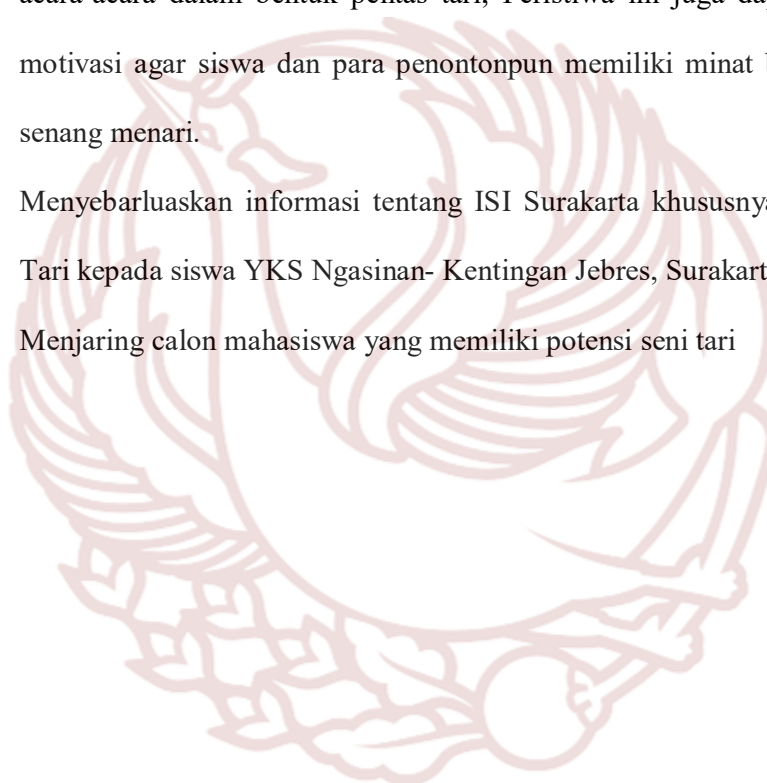 acara-acara dalam bentuk pentas tari, Peristiwa ini juga
motivasi agar siswa dan para penontonpun memiliki minat
senang menari.
Menyebarluaskan informasi tentang ISI Surakarta khususnya
Tari kepada siswa YKS Ngasinan- Kentingan Jebres, Surakart
Menjaring calon mahasiswa yang memiliki potensi seni tari